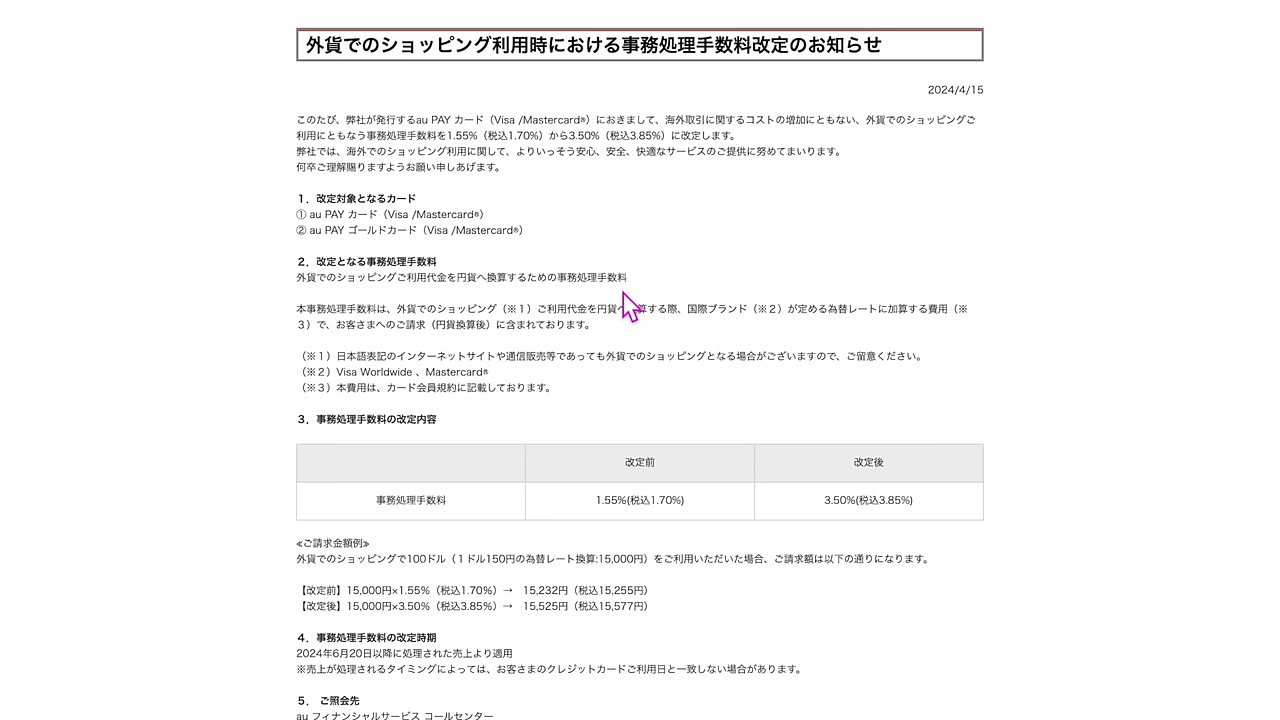 外貨でのショッピング利用時における事務処理手数料改定のお知らせ
2024/4/15
このたび、弊社が発行するau PAY カード（Visa /Mastercard®）におきまして、海外取引に関するコストの増加にともない、外貨でのショッピングご
利用にともなう事務処理手数料を1.55%（税込1.70%）から3.50%（税込3.85%）に改定します。
弊社では、海外でのショッピング利用に関して、よりいっそう安心、安全、快適なサービスのご提供に努めてまいります。
何卒ご理解賜りますようお願い申しあげます。
１．改定対象となるカード
① au PAY カード（Visa /Mastercard®）
② au PAY ゴールドカード（Visa /Mastercard®）
２．改定となる事務処理手数料
外貨でのショッピングご利用代金を円貨へ換算するための事務処理手数料
本事務処理手数料は、外貨でのショッピング（※１）ご利用代金を円貨へ算する際、国際ブランド（※２）が定める為替レートに加算する費用（※
３）で、お客さまへのご請求（円貨換算後）に含まれております。
（※１）日本語表記のインターネットサイトや通信販売等であっても外貨でのショッピングとなる場合がございますので、ご留意ください。
（※２）Visa Worldwide 、Mastercard®
（※３）本費用は、カード会員規約に記載しております。
３．事務処理手数料の改定内容
改定前 改定後
事務処理手数料 1.55%(税込1.70%) 3.50%(税込3.85%)
≪ご請求金額例≫
外貨でのショッピングで100ドル（１ドル150円の為替レート換算:15,000円）をご利用いただいた場合、ご請求額は以下の通りになります。
【改定前】15,000円×1.55%（税込1.70%）→　15,232円（税込15,255円）
【改定後】15,000円×3.50%（税込3.85%）→　15,525円（税込15,577円）
４．事務処理手数料の改定時期
2024年6月20日以降に処理された売上より適用
※売上が処理されるタイミングによっては、お客さまのクレジットカードご利用日と一致しない場合があります。
５． ご照会先
au フィナンシャルサービス コールセンター